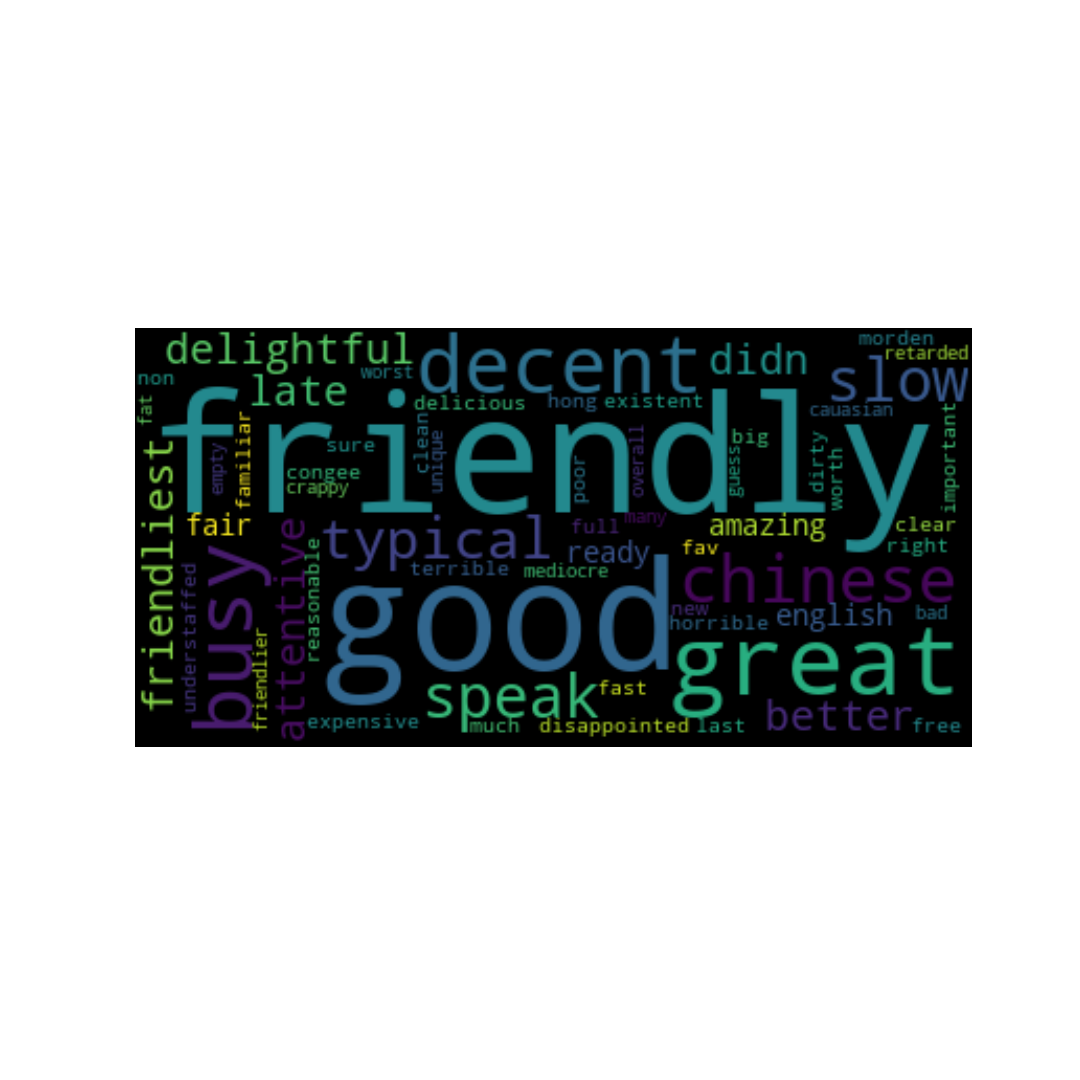 delightful
decent
didn
morden
retarded
non
worst
late
slow
delicious
hong
existent
cauasian
fat
friendly
friendliest
empty
familiar
sure
congee
crappy
clean
unique
poor
overall
big
guess
dirty
worth
important
fair
typical
full
many
amazing
clear
right
busy
attentive
reasonable
terrible
ready
mediocre
fav
chinese
understaffed
friendlier
good
new
horrible
english
bad
great
speak
fast
better
expensive
much
disappointed
last
free